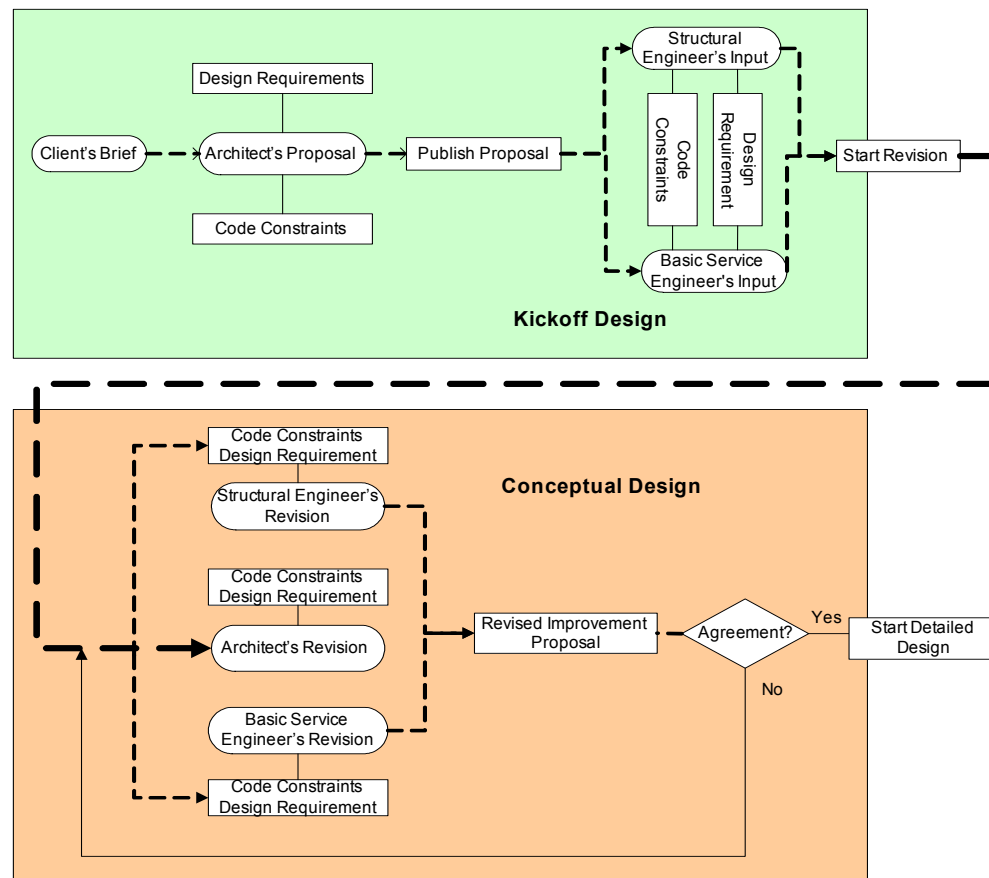 Structural
Engineer's Input
Design Requirements
Client's Brief
Architect's Proposal
Publish Proposal
Code
Constraints
Design
Requirement
Start Revision
Code Constraints
Basic Service
Engineer's Input
Kickoff Design
Code Constraints
Design Requirement
Conceptual Design
Structural Engineer's
Revision
Code Constraints
Design Requirement
Architect's Revision
Revised Improvement
Proposal
Agreement?
Yes
Start Detailed
Design
No
Basic Service
Engineer's Revision
Code Constraints
Design Requirement